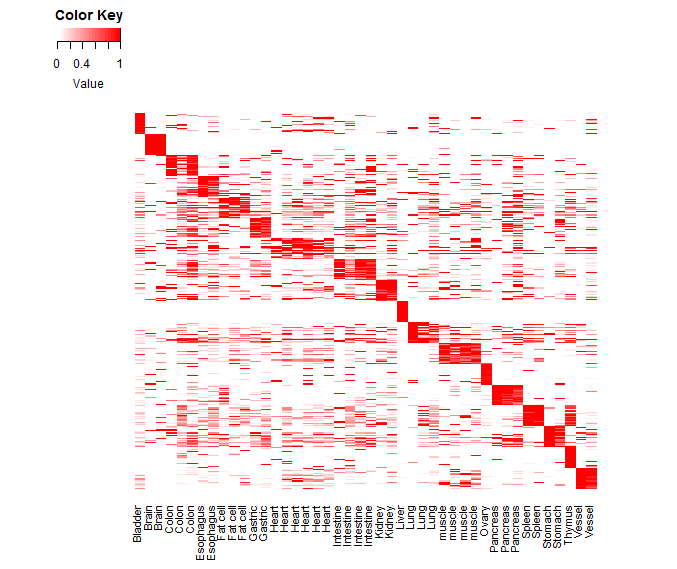 Color Key
0 0.4 1
Value
Bladder
Brain
Brain
Colon
Colon
Colon
Esophagus
Esophagus
Fat cell
Fat cell
Fat cell
Gastric
Gastric
Heart
Heart
Heart
Heart
Heart
Heart
Intestine
Intestine
Intestine
Intestine
Kidney
Kidney
Liver
Lung
Lung
Lung
muscle
muscle
muscle
muscle
Ovary
Pancreas
Pancreas
Pancreas
Spleen
Spleen
Stomach
Stomach
Thymus
Vessel
Vessel